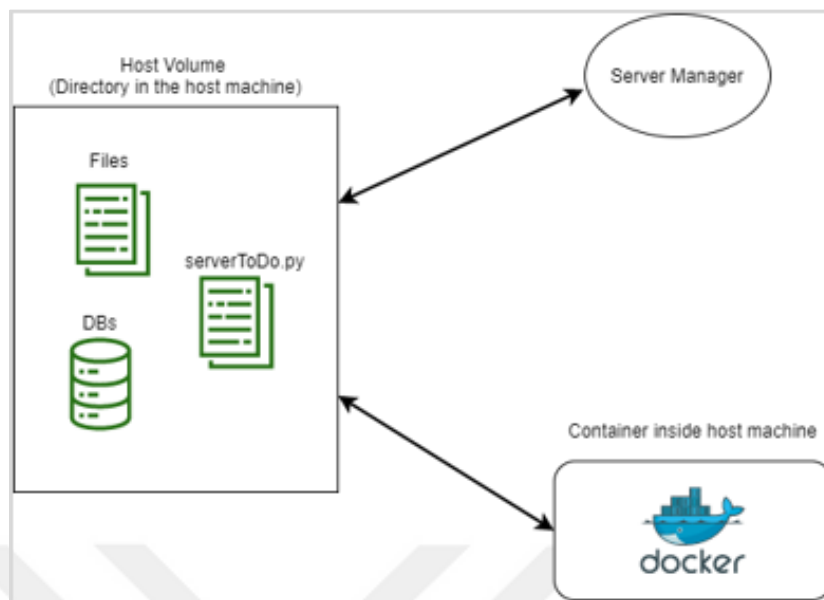 Host Volume
(Directory in the host machine)
Server Manager
Files
serverToDo.py
DBs
Container inside host machine
docker